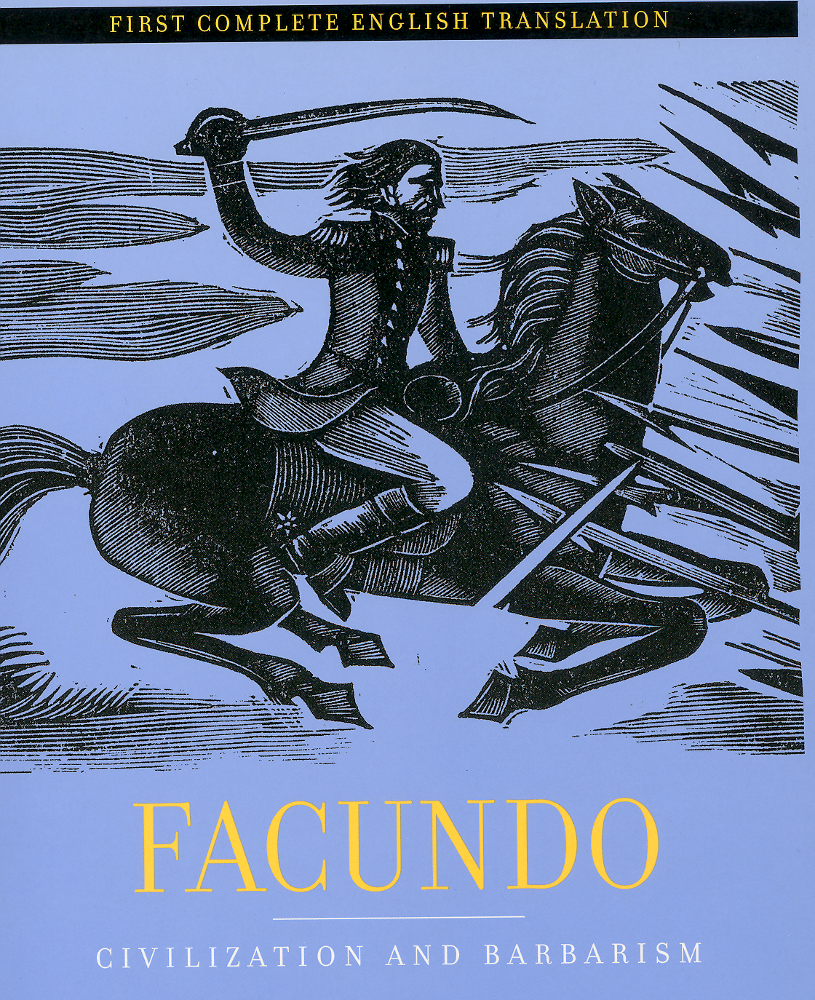 FIRST COMPLETE ENGLISH TRANSLATION
FACUNDO
CIVILIZATION AND BARBARISM